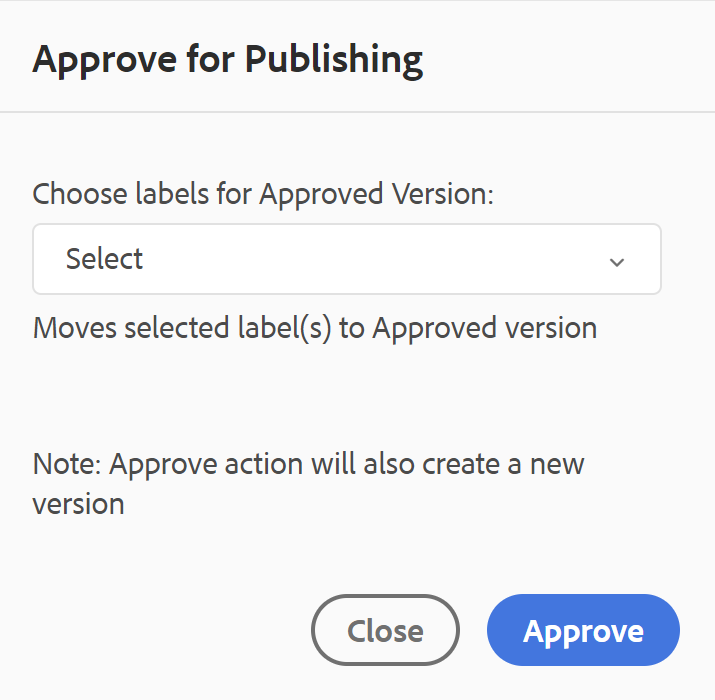 Approve for Publishing
Choose labels for Approved Version:
Select
Moves selected label(s) to Approved version
Note: Approve action will also create a new
version
Close
Approve